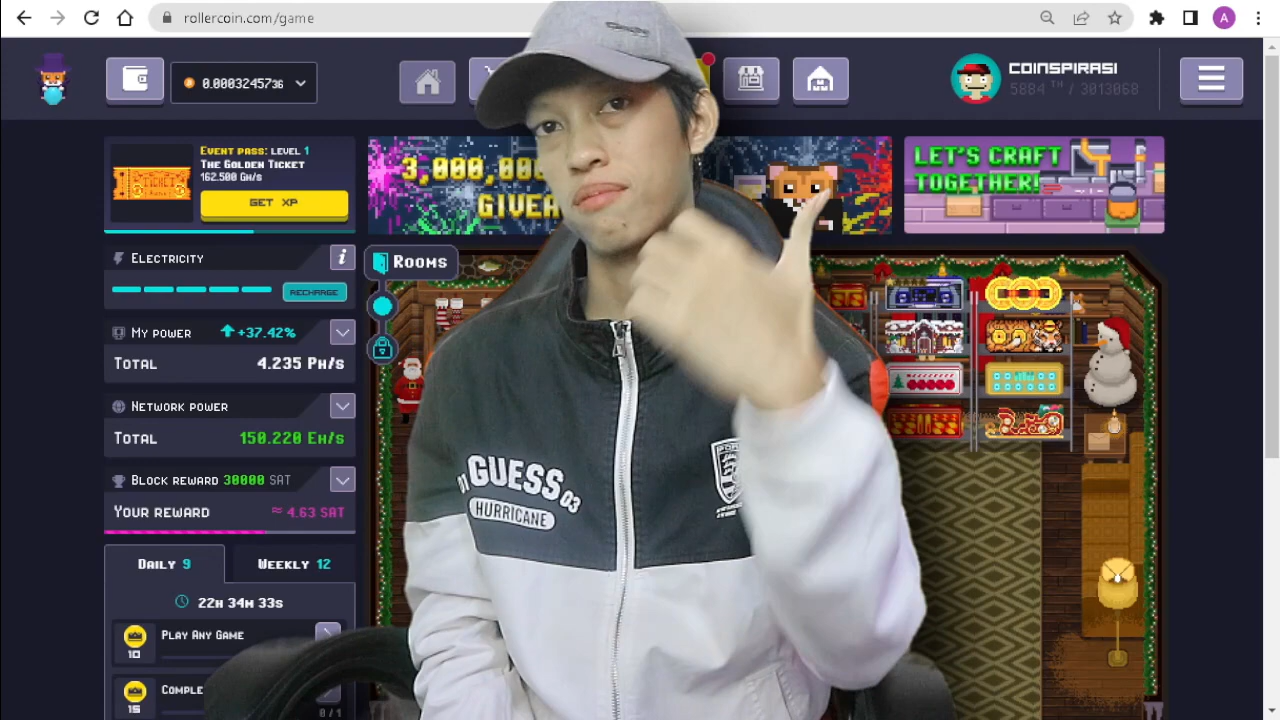 rollercoin.com/game
A
0.0003245736
COINSPIRASI
5884 TH / 3013068
EVENT PASS: LEVEL 1
THE GOLDEN TICKET
162.500 GH/S
GET XP
TICKET
3,000,00
GIVEA
LET'S CRAFT
TOGETHER!
ELECTRICITY
i
RECHARGE
ROOMS
MY POWER
+37.42%
TOTAL
4.235 PH/S
NETWORK POWER
TOTAL
150.220 EH/S
BLOCK REWARD 30000 SAT
YOUR REWARD
≈ 4.63 SAT
DAILY 9
WEEKLY 12
22H 34M 33S
PLAY ANY GAME
10
COMPLE
15
0/1
GUESS
03
HURRICANE